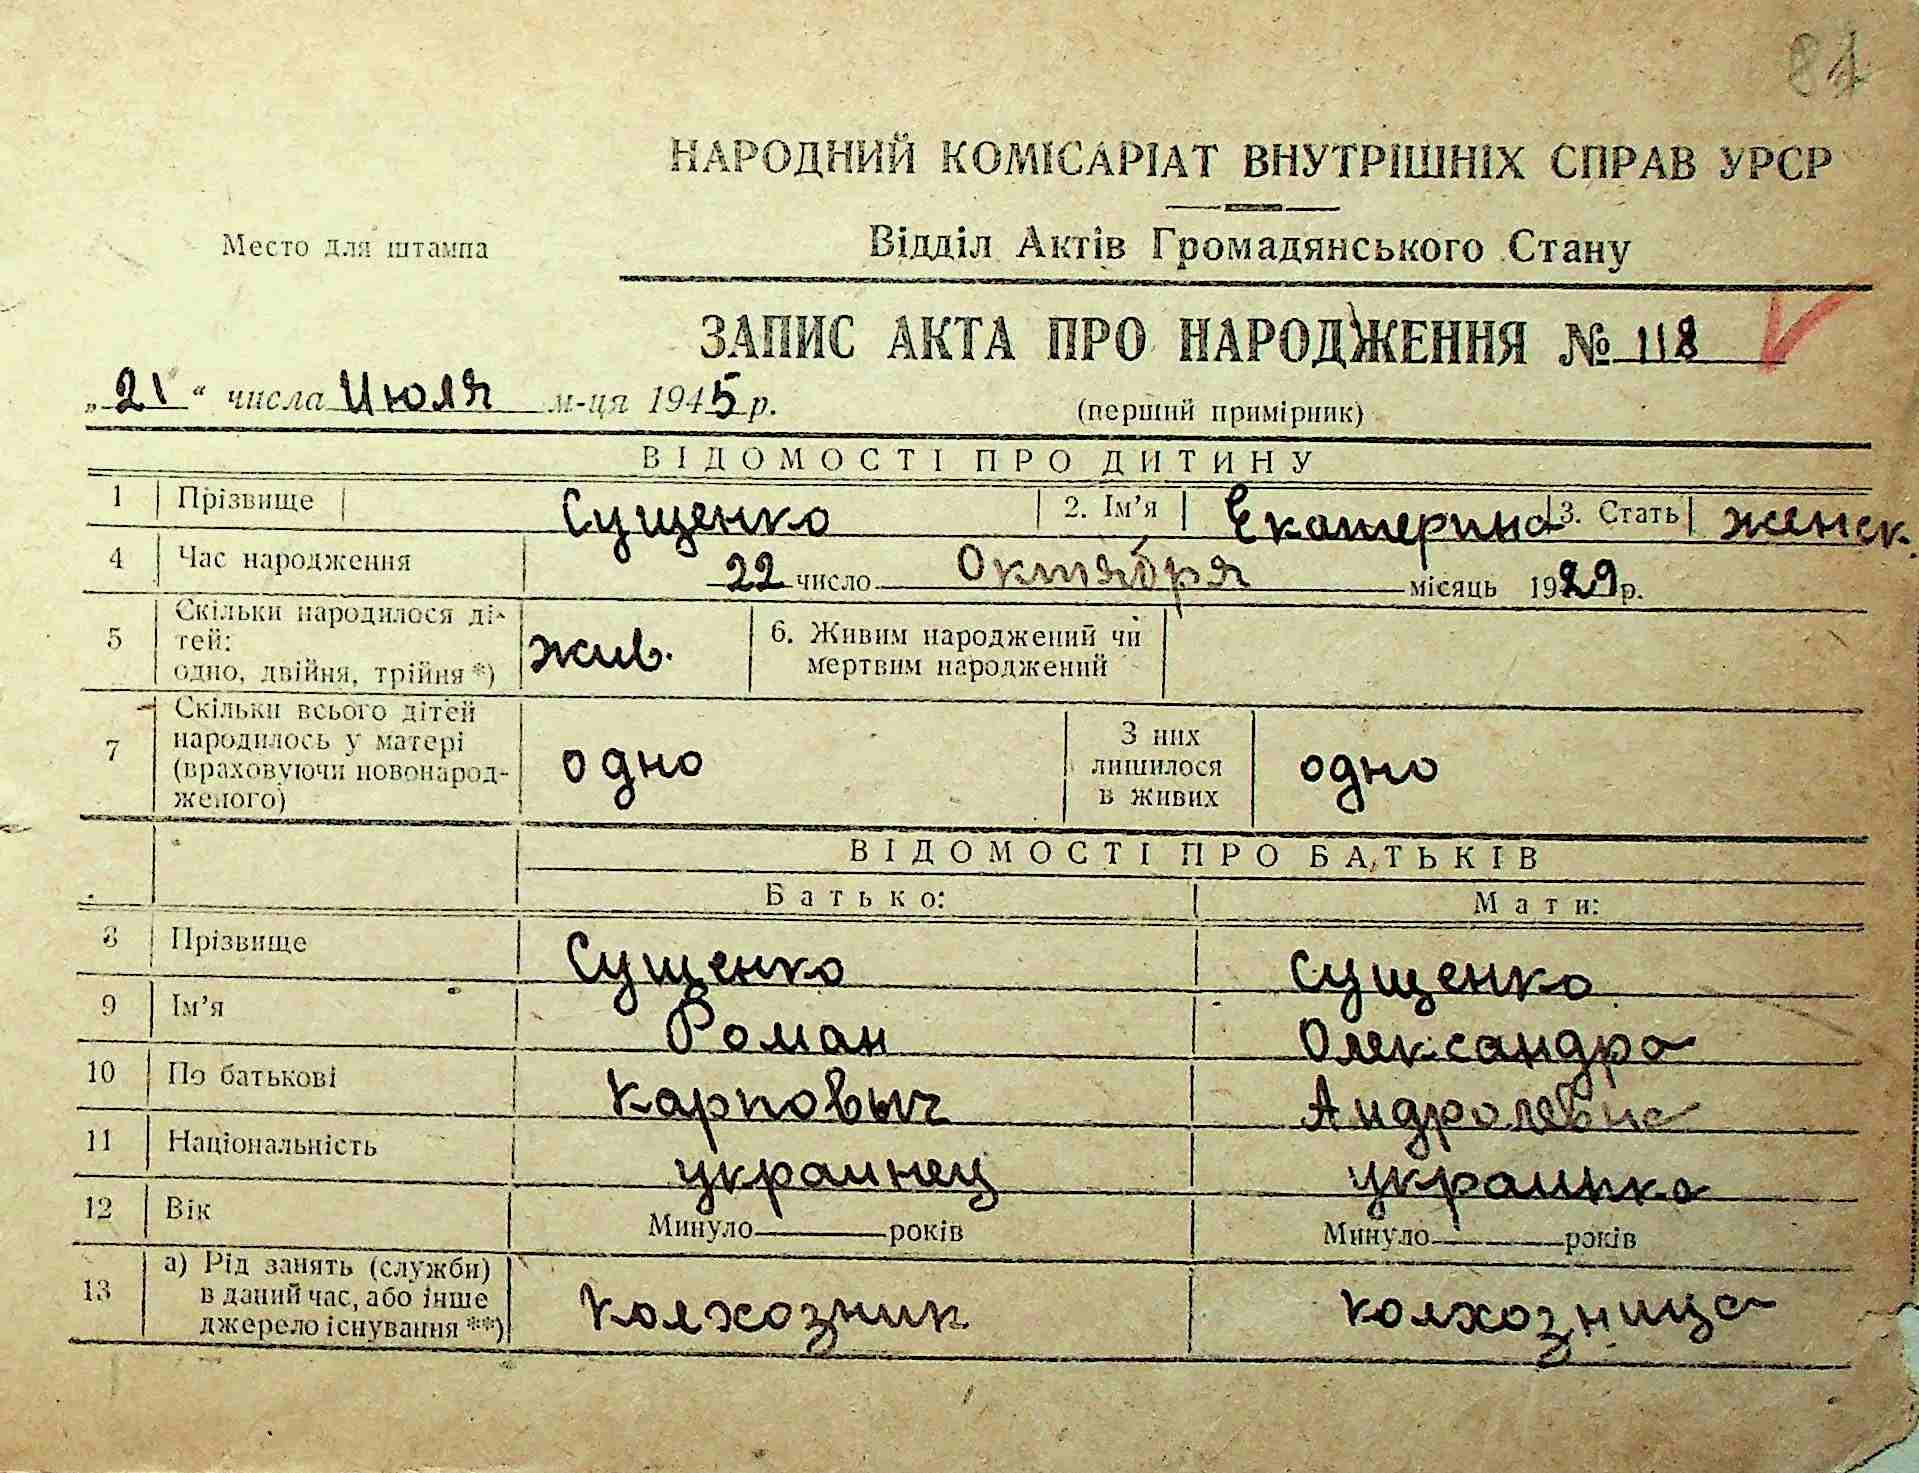 81
НАРОДНИЙ КОМІСАРІАТ ВНУТРІШНІХ СПРАВ УРСР
Место для штампа
Відділ Актів Громадянського Стану
ЗАПИС АКТА ПРО НАРОДЖЕННЯ № 118
„21“ числа Июля м-ця 1945 р.
(перший примірник)
ВІДОМОСТІ ПРО ДИТИНУ
1 Прізвище Сущенко 2. Ім'я Екатерина 3. Стать женск.
4 Час народження 22 число Октября місяць 1929 р.
5 Скільки народилося ді-
тей:
одно, двійня, трійня *) жив. 6. Живим народжений чи
мертвим народжений
7 Скільки всього дітей
народилось у матері
(враховуючи новонарод-
женого) одно З них
лишилося
в живих одно
ВІДОМОСТІ ПРО БАТЬКІВ
Батько: Мати:
8 Прізвище Сущенко Сущенко
9 Ім'я Роман Олександра
10 По батькові Карповыч
11 Національність украинец украинка
12 Вік Минуло років Минуло років
13 а) Рід занять (служби)
в даний час, або інше
джерело існування **) Колхозник колхозница